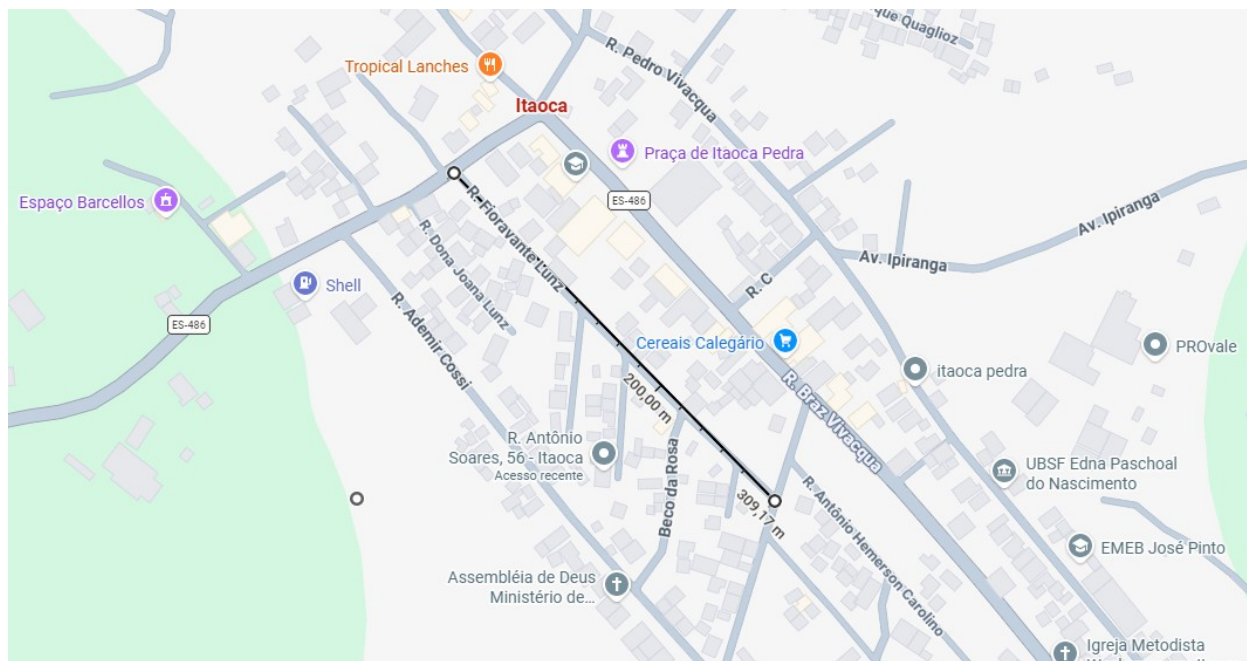 que Quaglioz
R. Pedro Vivacqua
Tropical Lanches
Itaoca
Praça de Itaoca Pedra
Espaço Barcellos
R. Fioravante Lunz
ES-486
Av. Ipiranga
Av. Ipiranga
R. Dona Joana Lunz
Shell
R. C
ES-486
R. Ademir Cossi
Cereais Calegário
PROvale
itaoca pedra
200,00 m
R. Braz Vivacqua
R. Antônio
Soares, 56 - Itaoca
Acesso recente
Beco da Rosa
309,17 m
UBSF Edna Paschoal
do Nascimento
R. Antônio Hemerson Carolino
EMEB José Pinto
Assembléia de Deus
Ministério de...
Igreja Metodista